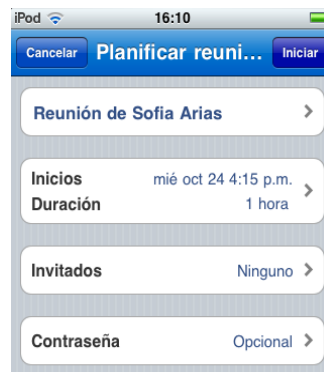 iPod 16:10
Cancelar Planificar reuni... Iniciar
Reunión de Sofia Arias
Inicios mié oct 24 4:15 p.m.
Duración 1 hora
Invitados Ninguno
Contraseña Opcional